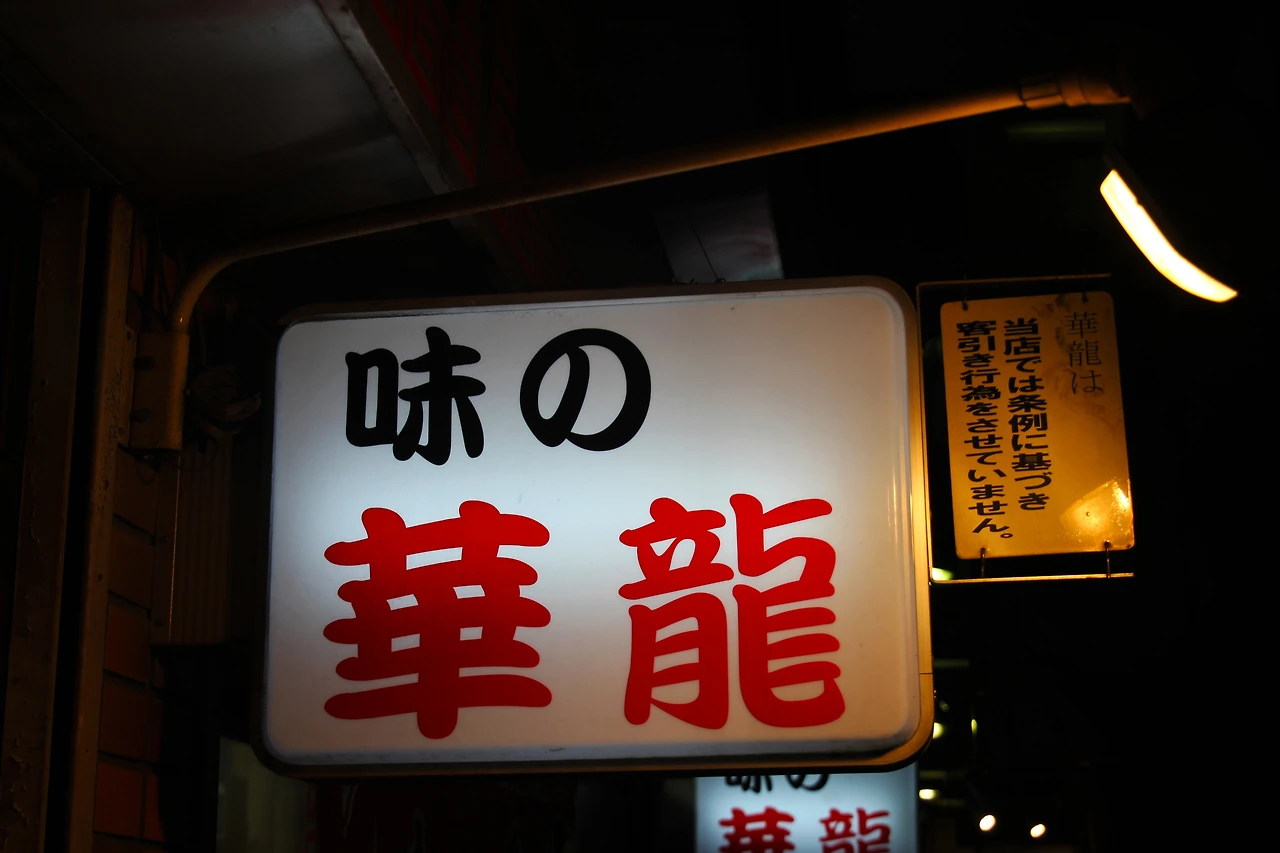 味の
華龍
華龍は
当店では条例に基づき
客引き行為をさせていません。
味の
華龍